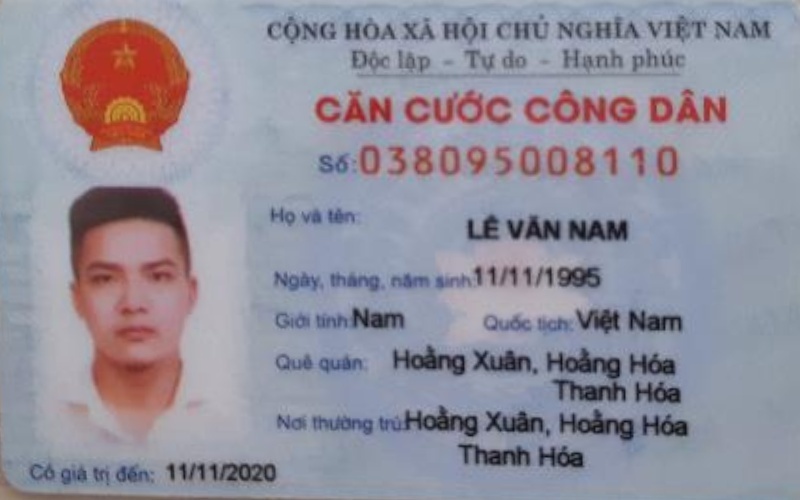 CỘNG HÒA XÃ HỘI CHỦ NGHĨA VIỆT NAM
Độc lập - Tự do - Hạnh phúc
CĂN CƯỚC CÔNG DÂN
Số: 038095008110
Họ và tên: LÊ VĂN NAM
Ngày, tháng, năm sinh: 11/11/1995
Giới tính: Nam Quốc tịch: Việt Nam
Quê quán: Hoằng Xuân, Hoằng Hóa
Thanh Hóa
Nơi thường trú: Hoằng Xuân, Hoằng Hóa
Thanh Hóa
Có giá trị đến: 11/11/2020